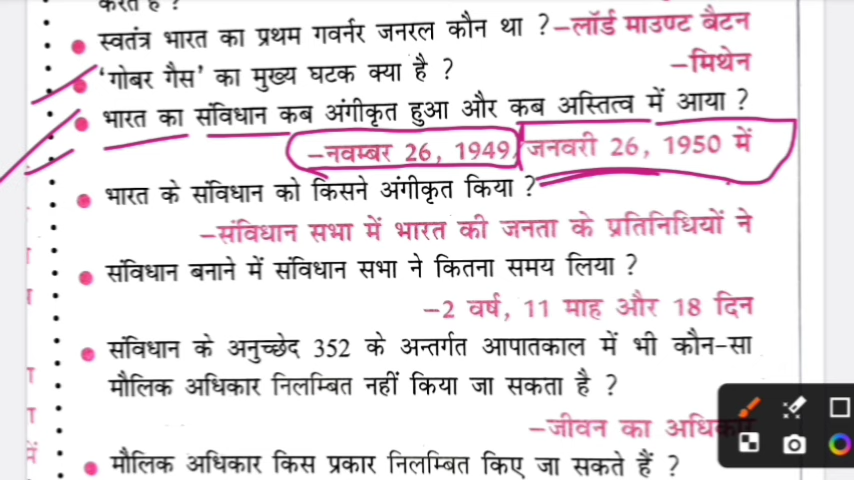 करते हैं ?
स्वतंत्र भारत का प्रथम गवर्नर जनरल कौन था ? –लॉर्ड माउण्ट बैटन
‘गोबर गैस’ का मुख्य घटक क्या है ? –मिथेन
भारत का संविधान कब अंगीकृत हुआ और कब अस्तित्व में आया ?
–नवम्बर 26, 1949, जनवरी 26, 1950 में
भारत के संविधान को किसने अंगीकृत किया ?
–संविधान सभा में भारत की जनता के प्रतिनिधियों ने
संविधान बनाने में संविधान सभा ने कितना समय लिया ?
–2 वर्ष, 11 माह और 18 दिन
संविधान के अनुच्छेद 352 के अन्तर्गत आपातकाल में भी कौन-सा
मौलिक अधिकार निलम्बित नहीं किया जा सकता है ?
–जीवन का अधिकार
मौलिक अधिकार किस प्रकार निलम्बित किए जा सकते हैं ?